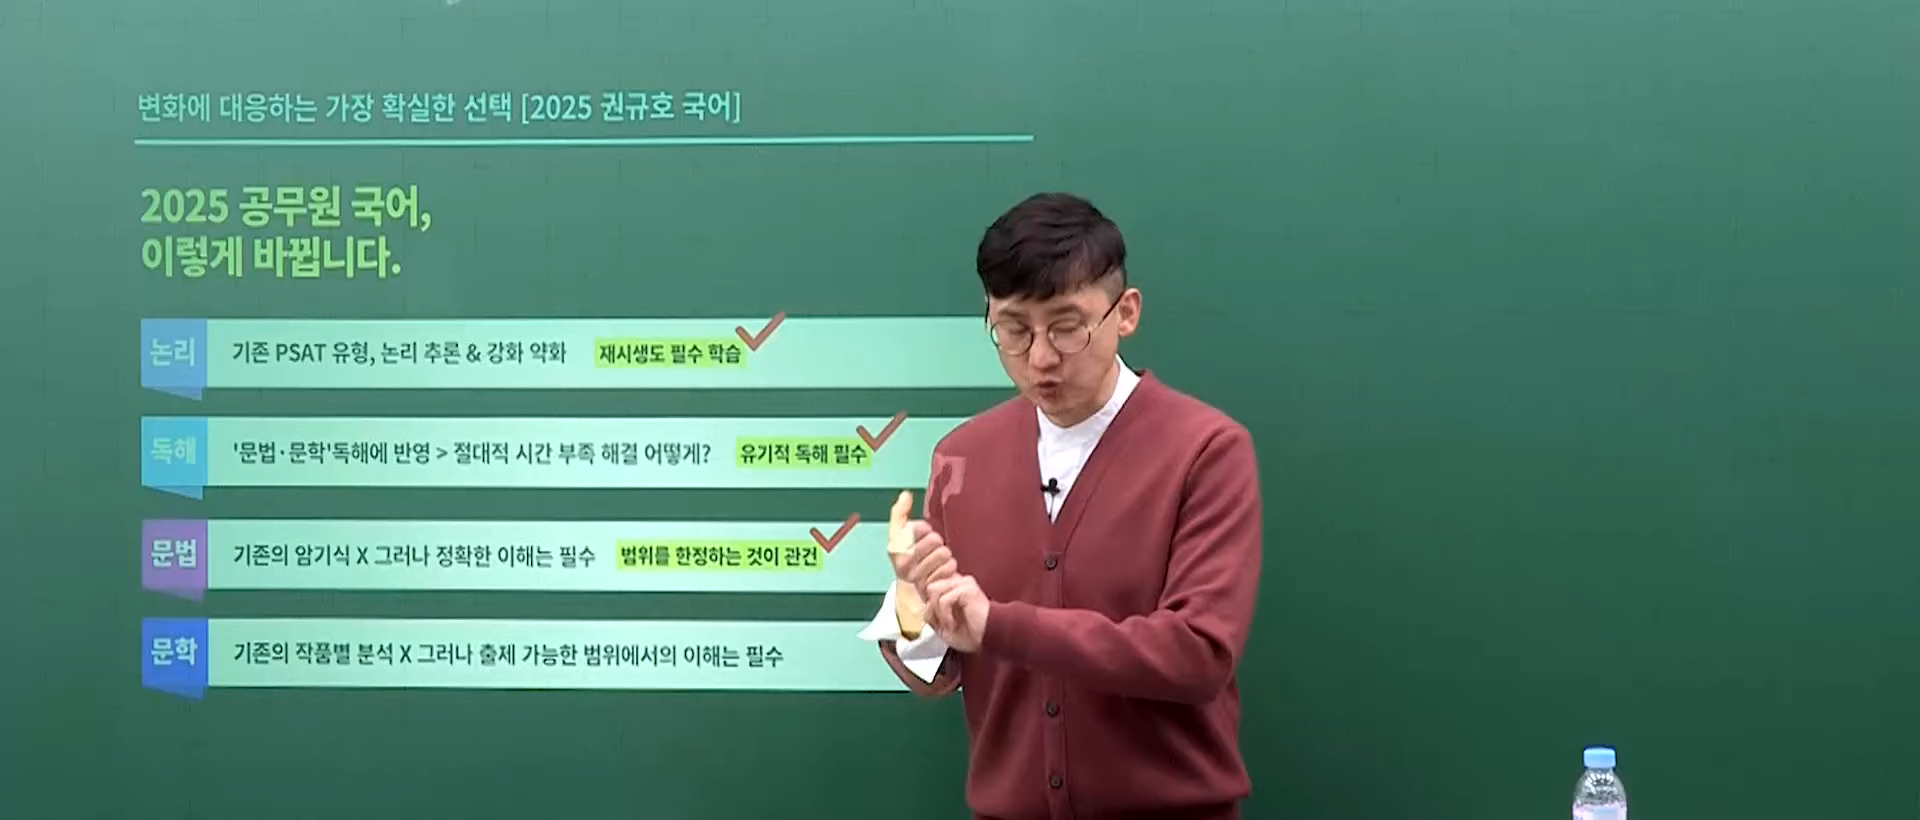 변화에 대응하는 가장 확실한 선택 [2025 권규호 국어]
2025 공무원 국어,
이렇게 바뀝니다.
논리 기존 PSAT 유형, 논리 추론 & 강화 약화 재시생도 필수 학습
독해 '문법·문학'독해에 반영 > 절대적 시간 부족 해결 어떻게? 유기적 독해 필수
문법 기존의 암기식 X 그러나 정확한 이해는 필수 범위를 한정하는 것이 관건
문학 기존의 작품별 분석 X 그러나 출제 가능한 범위에서의 이해는 필수